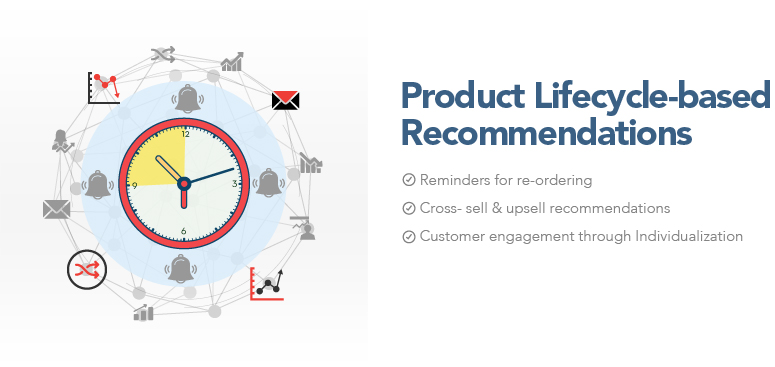 12
9
3
6
Product Lifecycle-based
Recommendations
Reminders for re-ordering
Cross- sell & upsell recommendations
Customer engagement through Individualization